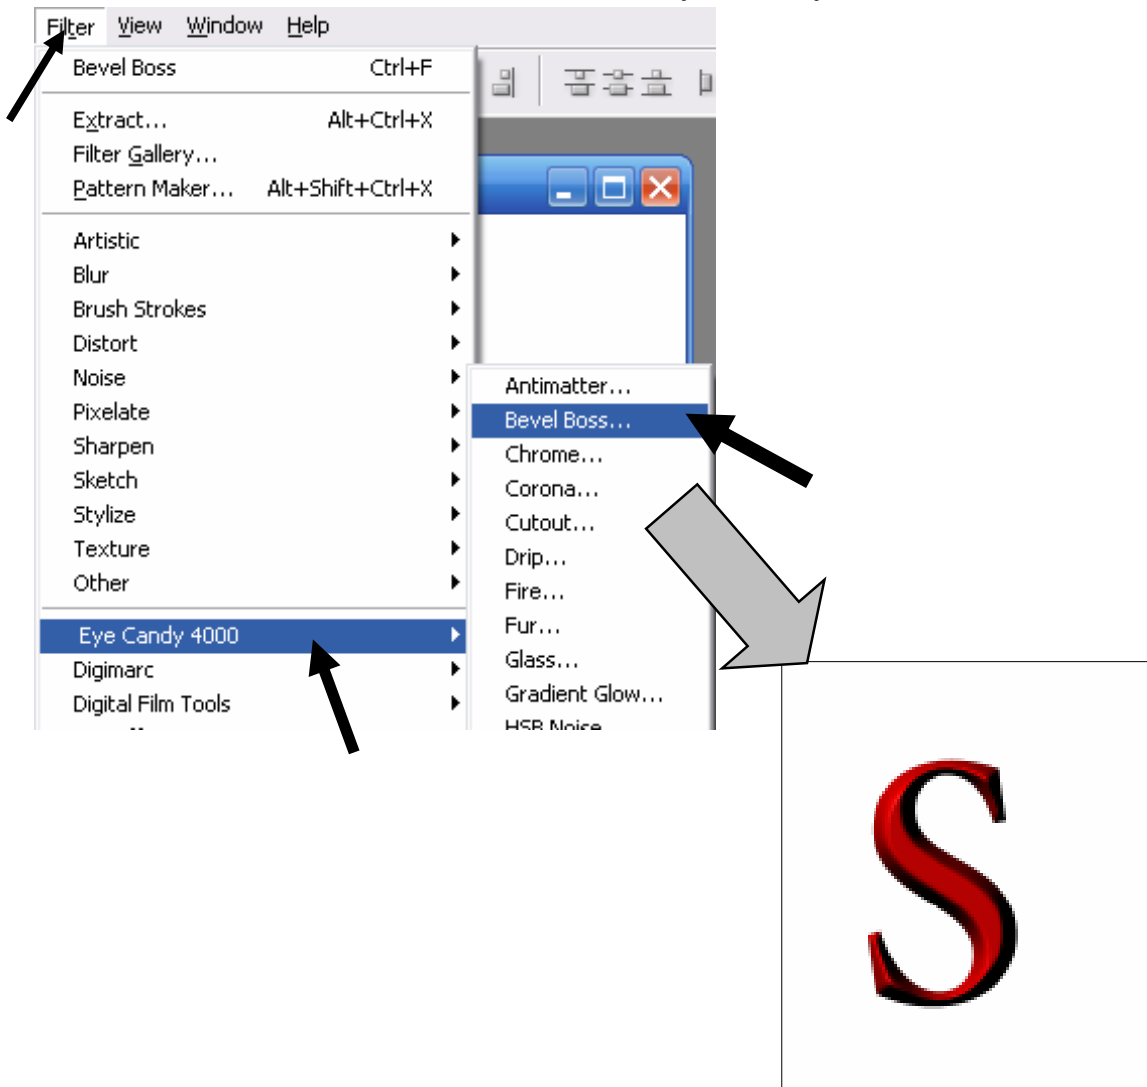 Filter View Window Help
Bevel Boss Ctrl+F
Extract... Alt+Ctrl+X
Filter Gallery...
Pattern Maker... Alt+Shift+Ctrl+X
Artistic
Blur
Brush Strokes
Distort
Noise
Pixelate
Sharpen
Sketch
Stylize
Texture
Other
Eye Candy 4000
Digimarc
Digital Film Tools
Antimatter...
Bevel Boss...
Chrome...
Corona...
Cutout...
Drip...
Fire...
Fur...
Glass...
Gradient Glow...
HSB Noise
S